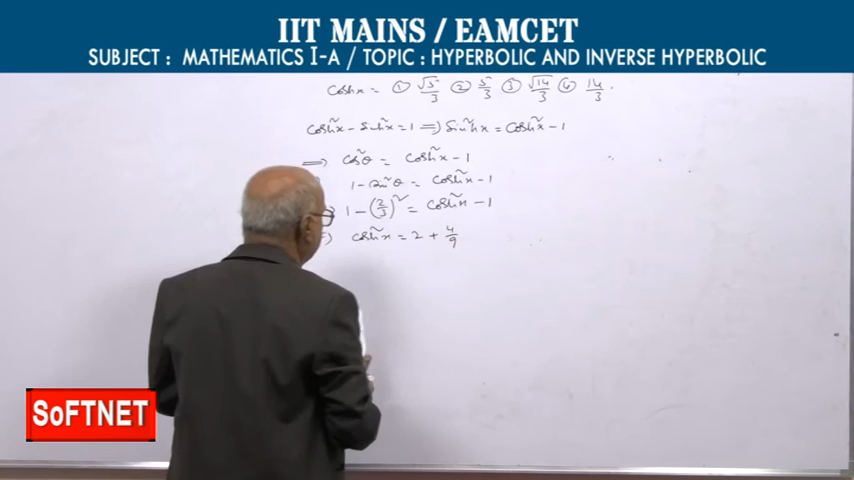 IIT MAINS / EAMCET
SUBJECT : MATHEMATICS I-A / TOPIC : HYPERBOLIC AND INVERSE HYPERBOLIC
coshx = ① √5/3 ② 5/3 ③ √14/3 ④ 14/3.
cosh²x - sinh²x = 1 ⟹ sinh²x = cosh²x - 1
⟹ cos²θ = cosh²x - 1
1 - sin²θ = cosh²x - 1
1 - (2/3)² = cosh²x - 1
cosh²x = 2 + 4/9
SoFTNET